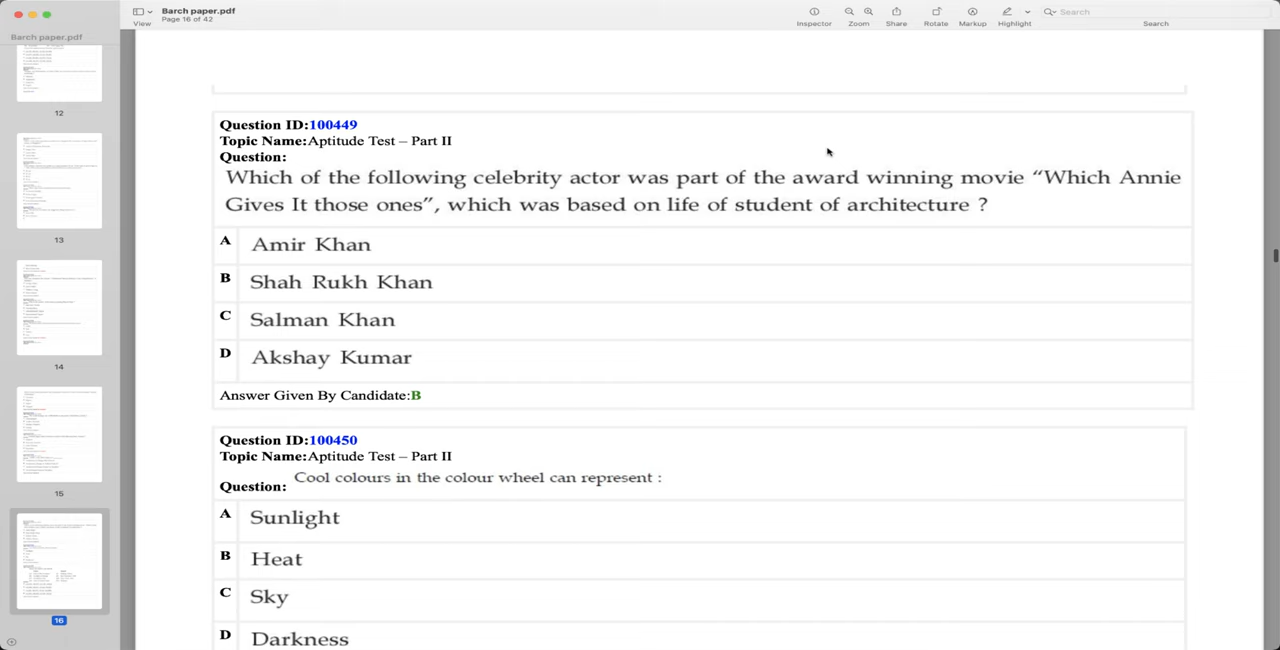 Barch paper.pdf
Page 16 of 42
View
Inspector
Zoom
Share
Rotate
Markup
Highlight
Search
Search
Barch paper.pdf
12
13
14
15
16
Question ID:100449
Topic Name:Aptitude Test – Part II
Question:
Which of the following celebrity actor was part of the award winning movie “Which Annie
Gives it those ones”, which was based on life of student of architecture ?
A Amir Khan
B Shah Rukh Khan
C Salman Khan
D Akshay Kumar
Answer Given By Candidate:B
Question ID:100450
Topic Name:Aptitude Test – Part II
Question: Cool colours in the colour wheel can represent :
A Sunlight
B Heat
C Sky
D Darkness